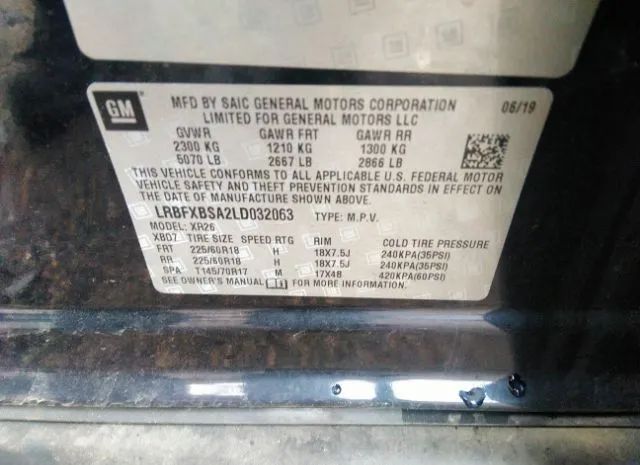 GM
MFD BY SAIC GENERAL MOTORS CORPORATION 06/19
LIMITED FOR GENERAL MOTORS LLC
GVWR GAWR FRT GAWR RR
2300 KG 1210 KG 1300 KG
5070 LB 2667 LB 2866 LB
THIS VEHICLE CONFORMS TO ALL APPLICABLE U.S. FEDERAL MOTOR
VEHICLE SAFETY AND THEFT PREVENTION STANDARDS IN EFFECT ON THE
DATE OF MANUFACTURE SHOWN ABOVE.
LRBFXBSA2LD032063 TYPE: M.P.V.
MODEL: XR26
XBD7 TIRE SIZE SPEED RTG RIM COLD TIRE PRESSURE
FRT 225/60R18 H 18X7.5J 240KPA(35PSI)
RR 225/60R18 H 18X7.5J 240KPA(35PSI)
SPA T145/70R17 M 17X4B 420KPA(60PSI)
SEE OWNER'S MANUAL FOR MORE INFORMATION.